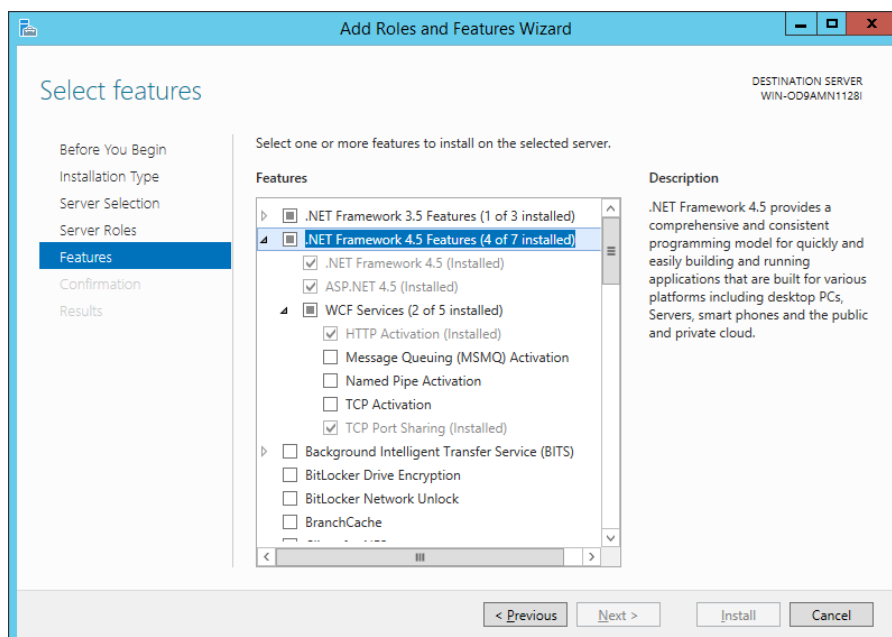 Add Roles and Features Wizard
Select features
DESTINATION SERVER
WIN-OD9AMN1128I
Before You Begin
Installation Type
Server Selection
Server Roles
Features
Confirmation
Results
Select one or more features to install on the selected server.
Features
.NET Framework 3.5 Features (1 of 3 installed)
.NET Framework 4.5 Features (4 of 7 installed)
.NET Framework 4.5 (Installed)
ASP.NET 4.5 (Installed)
WCF Services (2 of 5 installed)
HTTP Activation (Installed)
Message Queuing (MSMQ) Activation
Named Pipe Activation
TCP Activation
TCP Port Sharing (Installed)
Background Intelligent Transfer Service (BITS)
BitLocker Drive Encryption
BitLocker Network Unlock
BranchCache
Description
.NET Framework 4.5 provides a
comprehensive and consistent
programming model for quickly and
easily building and running
applications that are built for various
platforms including desktop PCs,
Servers, smart phones and the public
and private cloud.
< Previous
Next >
Install
Cancel